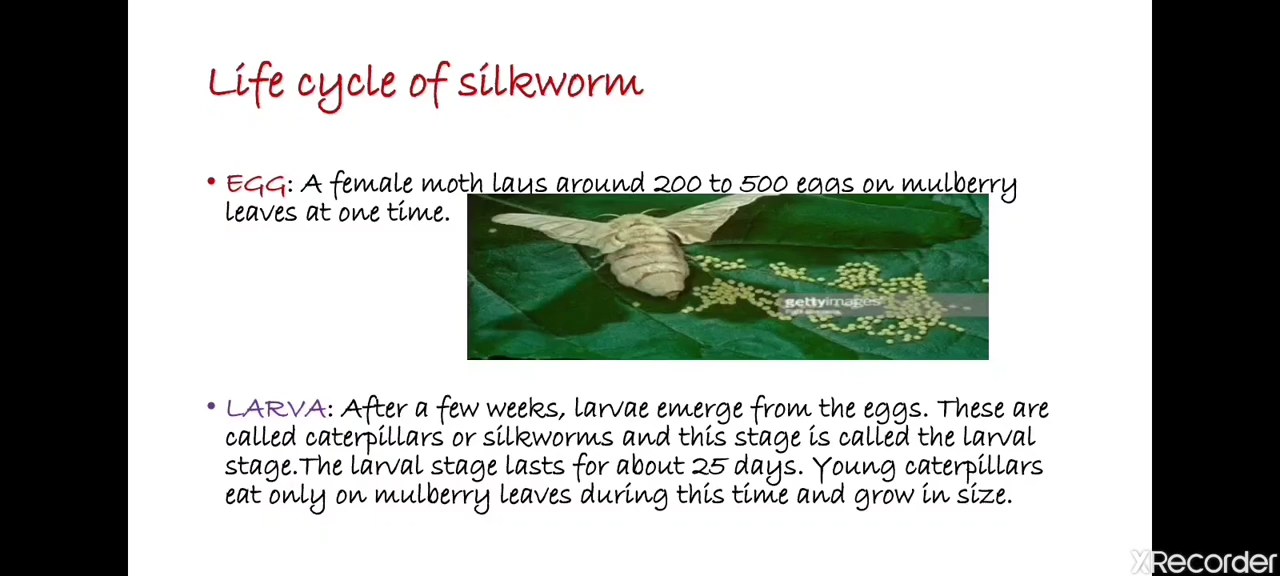 Life cycle of silkworm
• EGG: A female moth lays around 200 to 500 eggs on mulberry
leaves at one time.
gettyimages
• LARVA: After a few weeks, larvae emerge from the eggs. These are
called caterpillars or silkworms and this stage is called the larval
stage.The larval stage lasts for about 25 days. Young caterpillars
eat only on mulberry leaves during this time and grow in size.
XRecorder